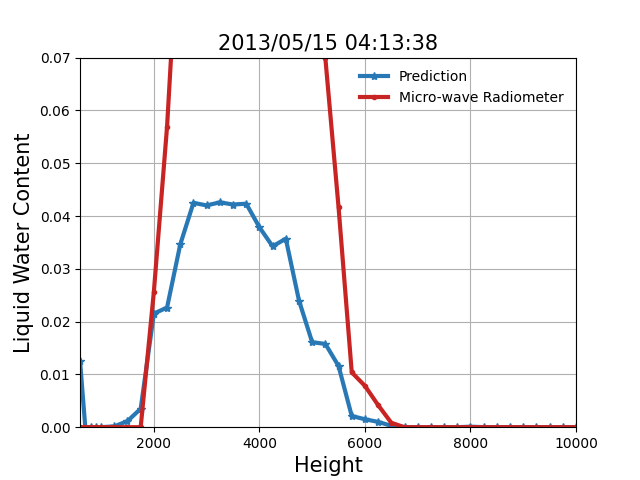 2013/05/15 04:13:38
Prediction
Micro-wave Radiometer
Liquid Water Content
0.07
0.06
0.05
0.04
0.03
0.02
0.01
0.00
2000 4000 6000 8000 10000
Height